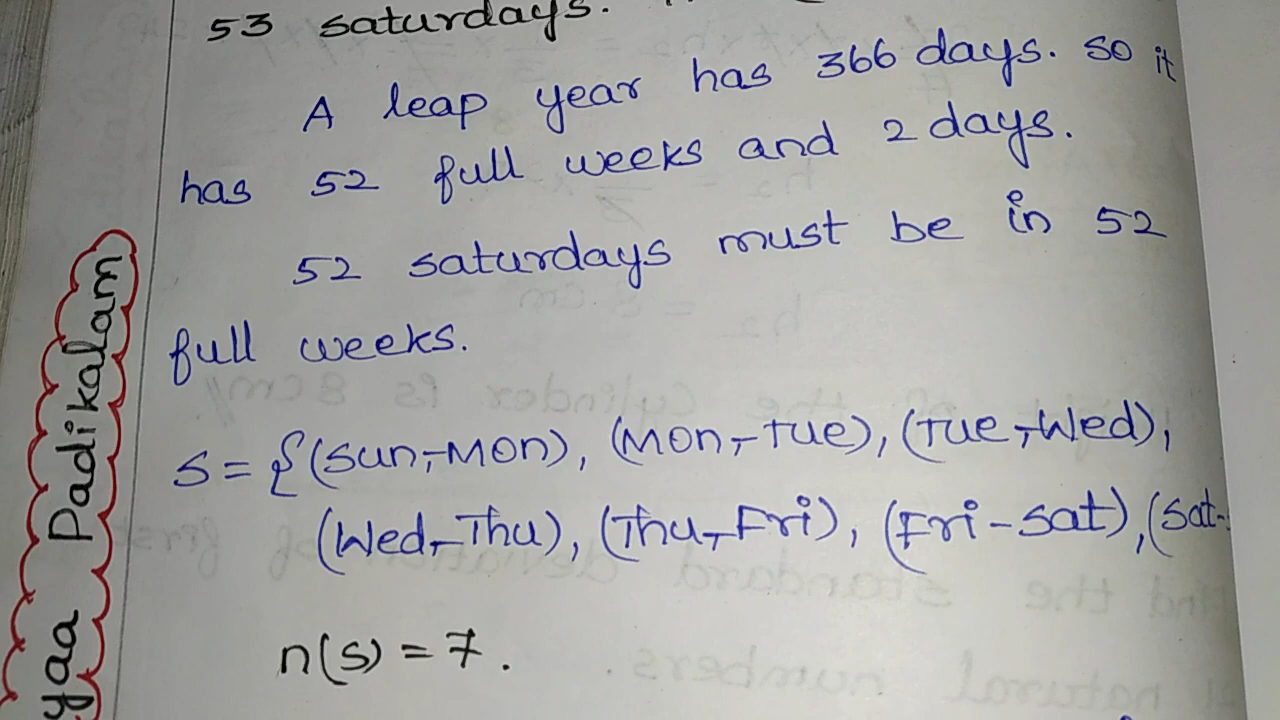 53 saturdays.
A leap year has 366 days. So it
has 52 full weeks and 2 days.
52 saturdays must be in 52
full weeks.
S = {(Sun-Mon), (Mon-Tue), (Tue-Wed),
(Wed-Thu), (Thu-Fri), (Fri-Sat), (Sat-
n(s) = 7.
yaa Padikalam